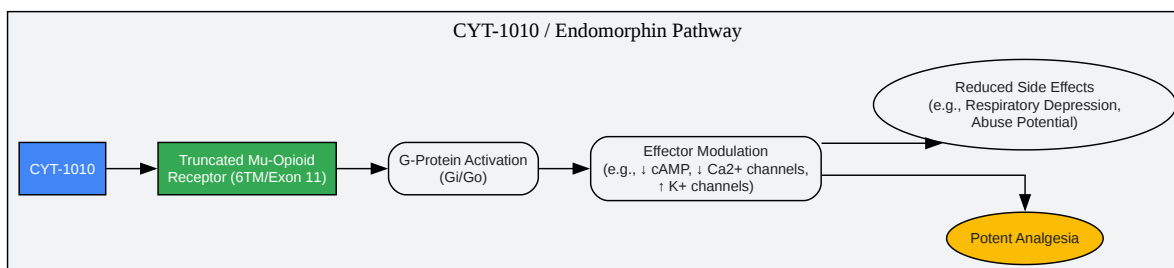 CYT-1010 / Endomorphin Pathway
CYT-1010
Truncated Mu-Opioid
Receptor (6TM/Exon 11)
G-Protein Activation
(Gi/Go)
Effector Modulation
(e.g., ↓ cAMP, ↓ Ca2+ channels,
↑ K+ channels)
Reduced Side Effects
(e.g., Respiratory Depression,
Abuse Potential)
Potent Analgesia